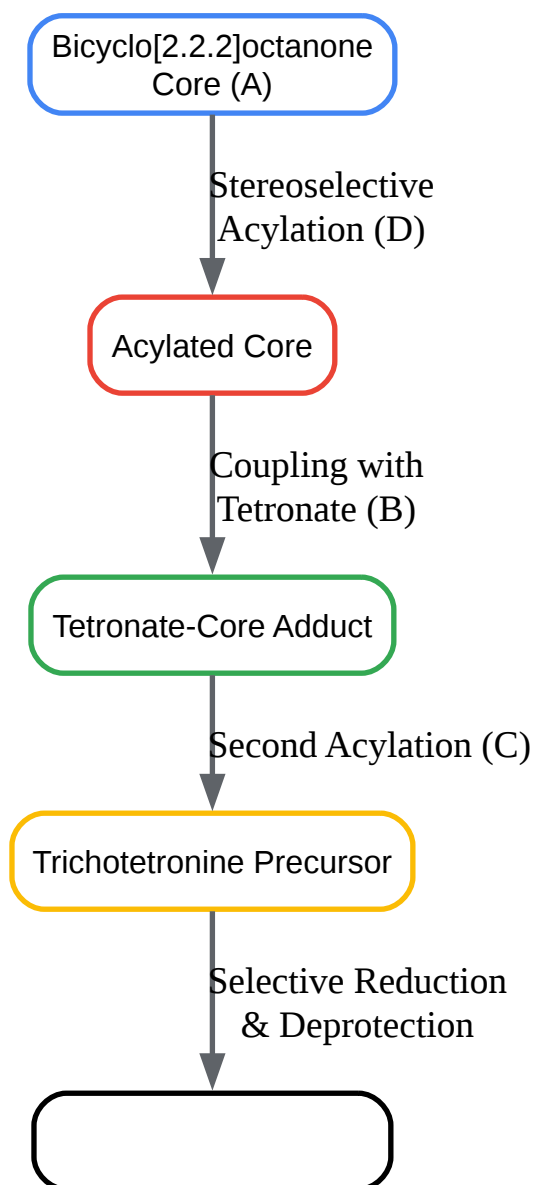 Bicyclo[2.2.2]octanone
Core (A)
Stereoselective
Acylation (D)
Acylated Core
Coupling with
Tetronate (B)
Tetronate-Core Adduct
Second Acylation (C)
Trichotetronine Precursor
Selective Reduction
& Deprotection